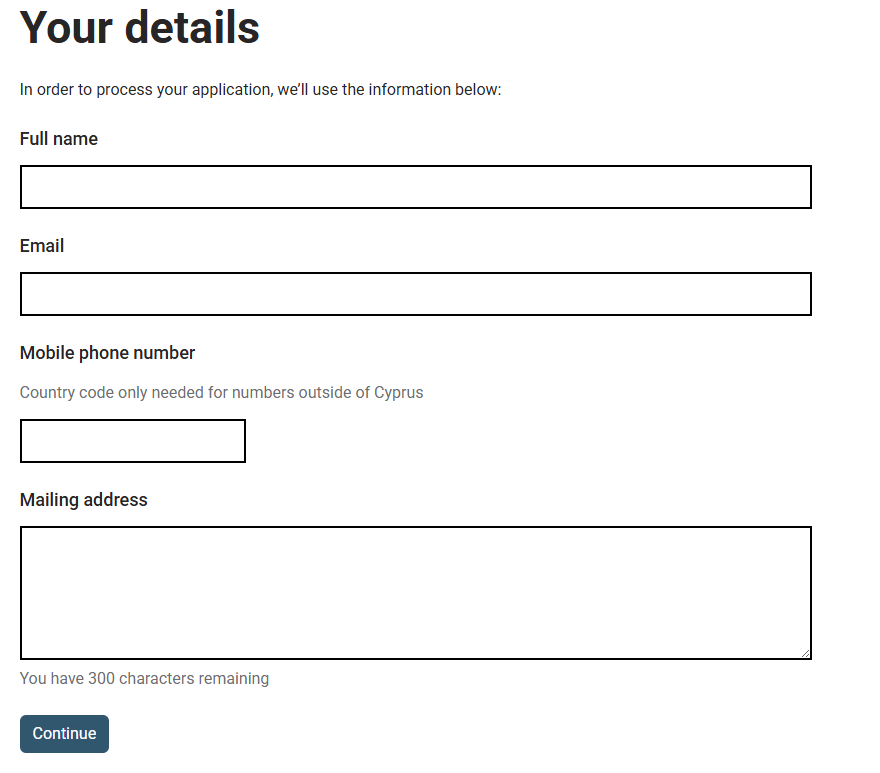 Your details
In order to process your application, we’ll use the information below:
Full name
Email
Mobile phone number
Country code only needed for numbers outside of Cyprus
Mailing address
You have 300 characters remaining
Continue